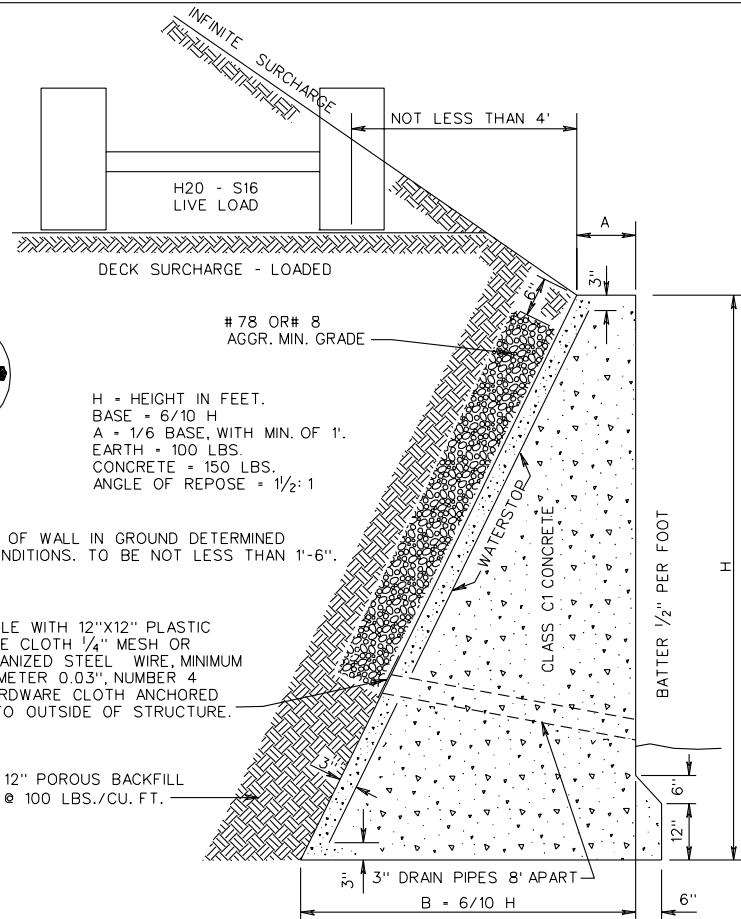 INFINITE SURCHARGE
NOT LESS THAN 4'
H20 - S16
LIVE LOAD
A
DECK SURCHARGE - LOADED
3"
6"
# 78 OR# 8
AGGR. MIN. GRADE
H = HEIGHT IN FEET.
BASE = 6/10 H
A = 1/6 BASE, WITH MIN. OF 1'.
EARTH = 100 LBS.
CONCRETE = 150 LBS.
ANGLE OF REPOSE = 1½: 1
WATERSTOP
CLASS C1 CONCRETE
BATTER ½" PER FOOT
H
OF WALL IN GROUND DETERMINED
NDITIONS. TO BE NOT LESS THAN 1'-6".
LE WITH 12"X12" PLASTIC
E CLOTH ¼" MESH OR
ANIZED STEEL WIRE, MINIMUM
METER 0.03", NUMBER 4
RDWARE CLOTH ANCHORED
TO OUTSIDE OF STRUCTURE.
3"
12" POROUS BACKFILL
@ 100 LBS./CU. FT.
6"
12"
3"
3" DRAIN PIPES 8' APART
B = 6/10 H
6"